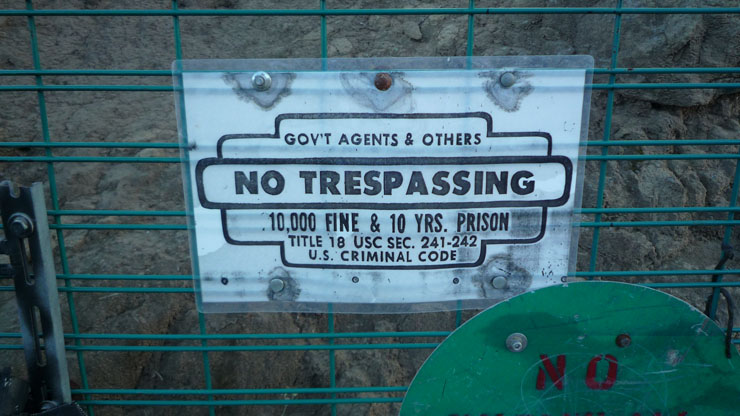 GOV'T AGENTS & OTHERS
NO TRESPASSING
10,000 FINE & 10 YRS. PRISON
TITLE 18 USC SEC. 241-242
U.S. CRIMINAL CODE
NO